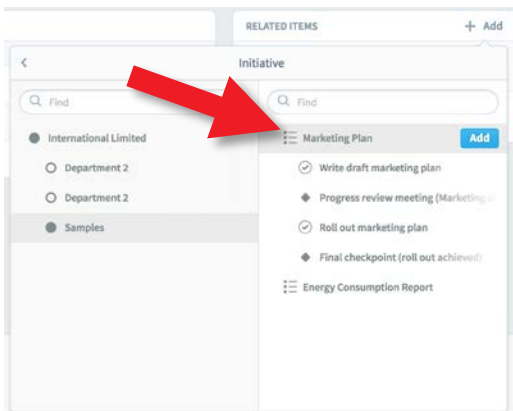 RELATED ITEMS
+ Add
Initiative
Find
International Limited
Department 2
Department 2
Samples
Find
Marketing Plan
Add
Write draft marketing plan
Progress review meeting (Marketing
Roll out marketing plan
Final checkpoint (roll out achieved)
Energy Consumption Report